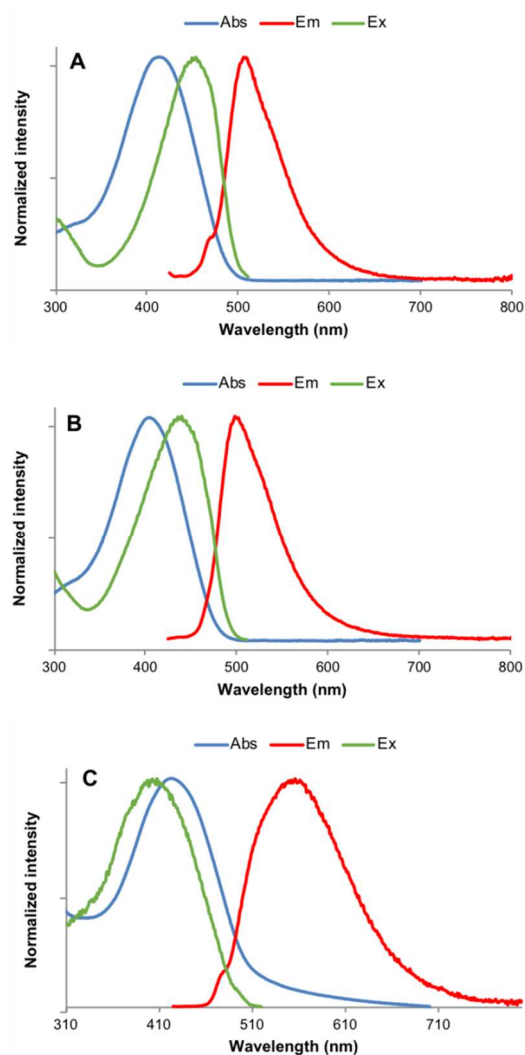 Abs Em Ex
A
Normalized intensity
300 400 500 600 700 800
Wavelength (nm)
Abs Em Ex
B
Normalized intensity
300 400 500 600 700 800
Wavelength (nm)
Abs Em Ex
C
Normalized intensity
310 410 510 610 710
Wavelength (nm)